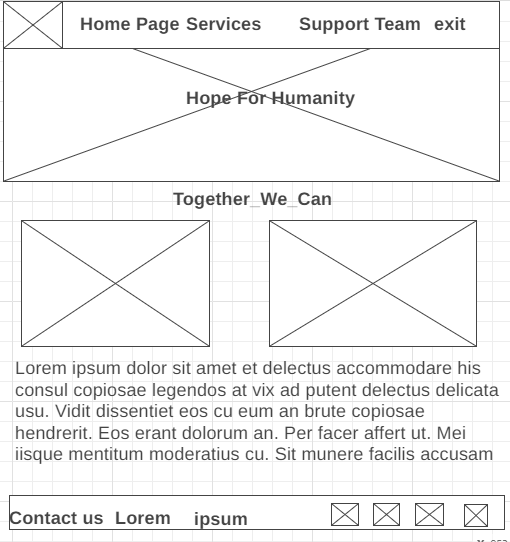 Home Page Services Support Team exit
Hope For Humanity
Together_We_Can
Lorem ipsum dolor sit amet et delectus accommodare his
consul copiosae legendos at vix ad putent delectus delicata
usu. Vidit dissentiet eos cu eum an brute copiosae
hendrerit. Eos erant dolorum an. Per facer affert ut. Mei
iisque mentitum moderatius cu. Sit munere facilis accusam
Contact us Lorem ipsum